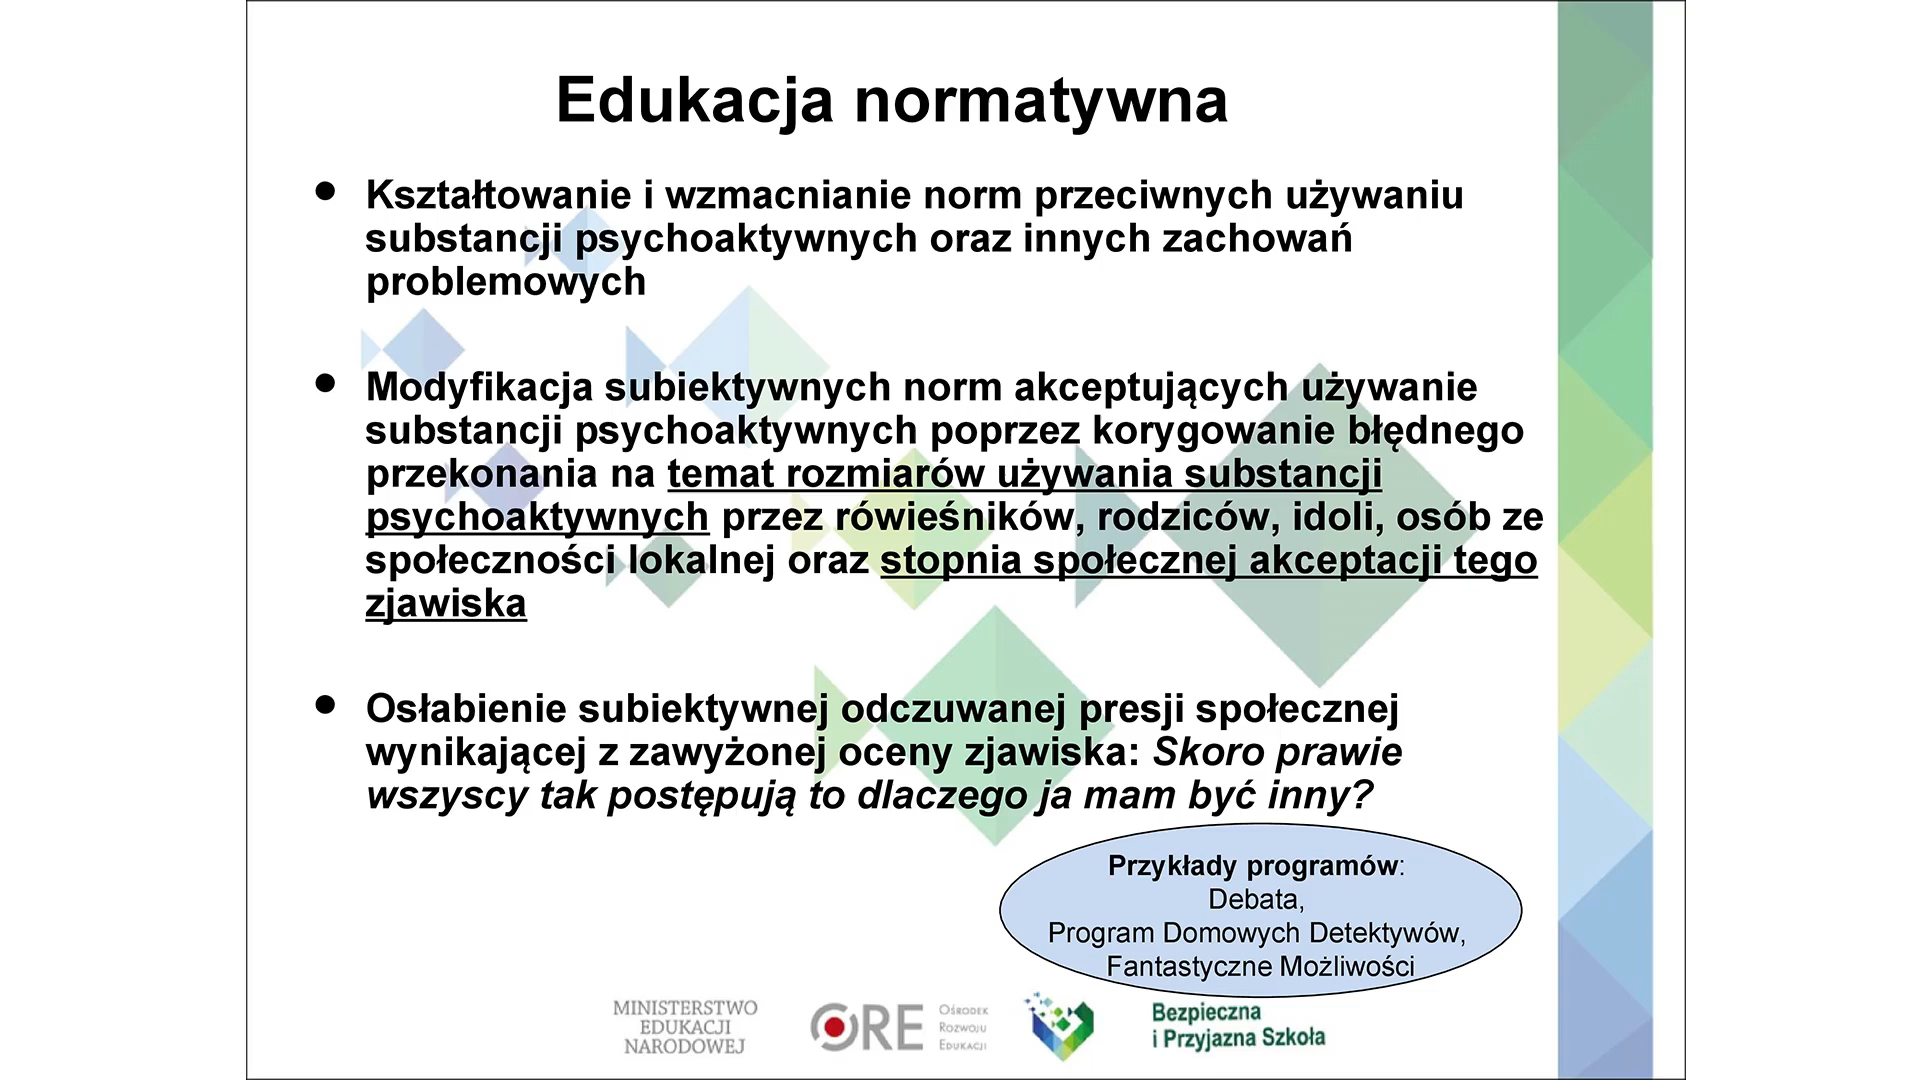 Edukacja normatywna
• Kształtowanie i wzmacnianie norm przeciwnych używaniu
substancji psychoaktywnych oraz innych zachowań
problemowych
• Modyfikacja subiektywnych norm akceptujących używanie
substancji psychoaktywnych poprzez korygowanie błędnego
przekonania na temat rozmiarów używania substancji
psychoaktywnych przez rówieśników, rodziców, idoli, osób ze
społeczności lokalnej oraz stopnia społecznej akceptacji tego
zjawiska
• Osłabienie subiektywnej odczuwanej presji społecznej
wynikającej z zawyżonej oceny zjawiska: Skoro prawie
wszyscy tak postępują to dlaczego ja mam być inny?
Przykłady programów:
Debata,
Program Domowych Detektywów,
Fantastyczne Możliwości
MINISTERSTWO
EDUKACJI
NARODOWEJ
ORE
Ośrodek
Rozwoju
Edukacji
Bezpieczna
i Przyjazna Szkoła